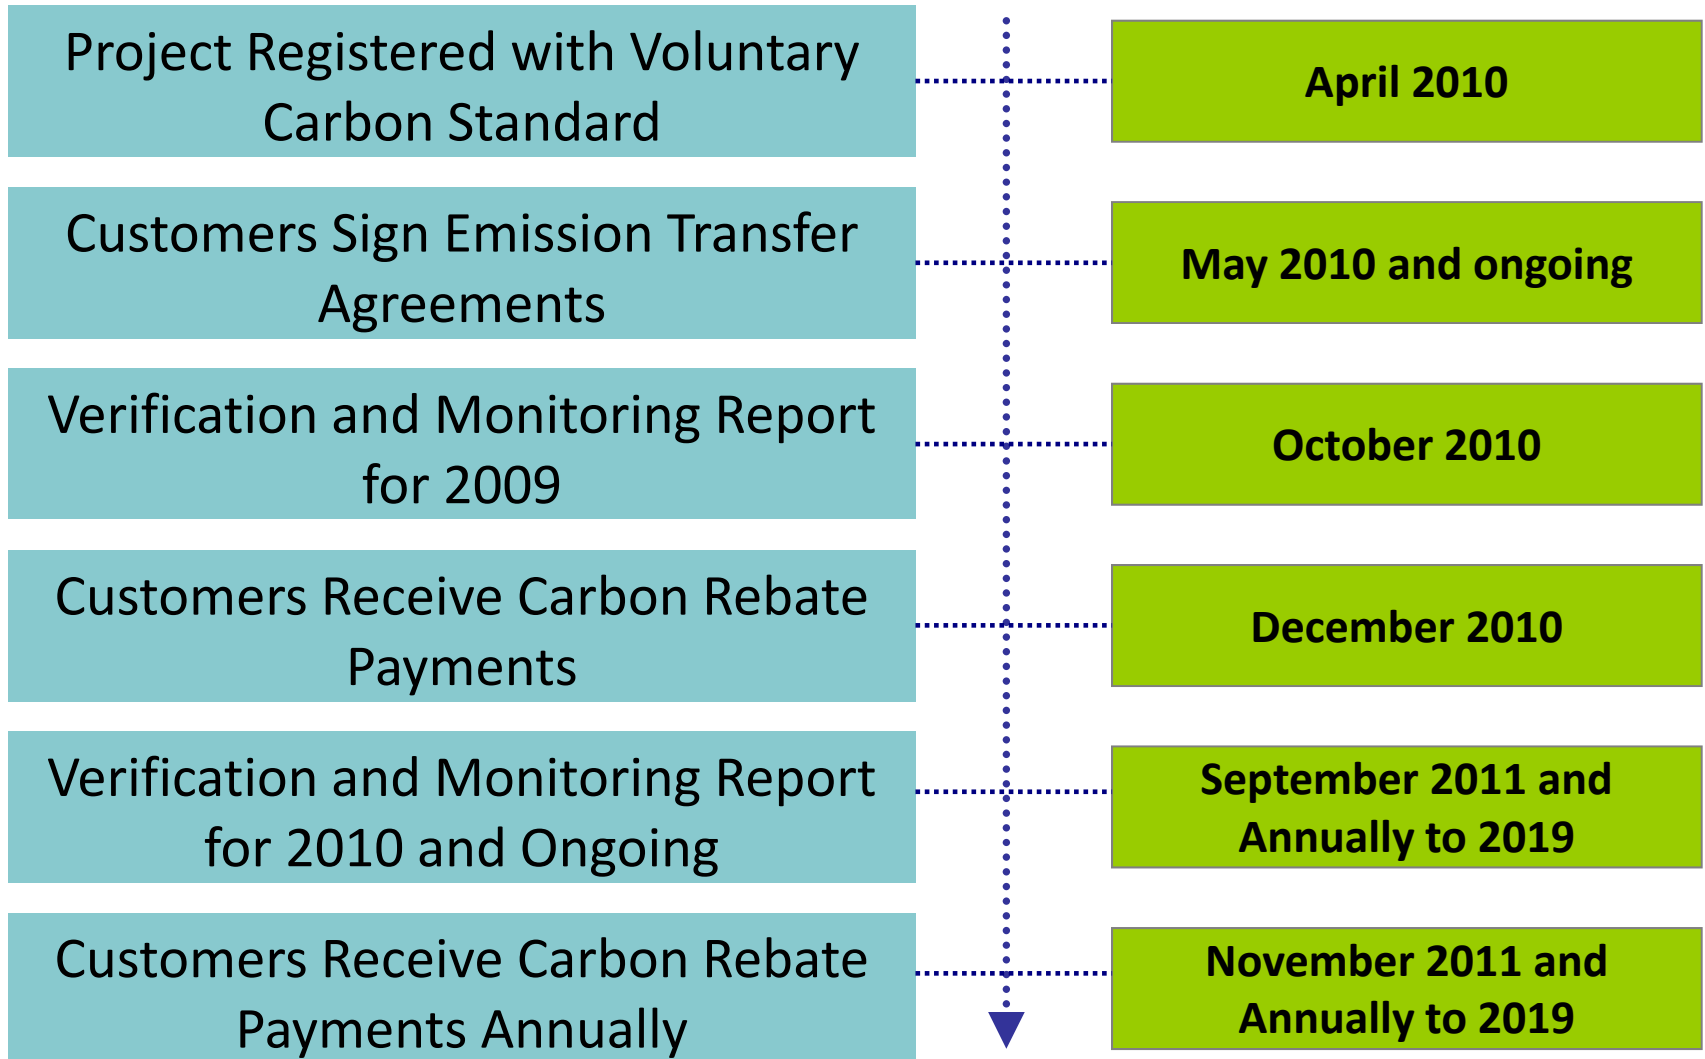 Project Registered with Voluntary
Carbon Standard
April 2010
Customers Sign Emission Transfer
Agreements
May 2010 and ongoing
Verification and Monitoring Report
for 2009
October 2010
Customers Receive Carbon Rebate
Payments
December 2010
Verification and Monitoring Report
for 2010 and Ongoing
September 2011 and
Annually to 2019
Customers Receive Carbon Rebate
Payments Annually
November 2011 and
Annually to 2019